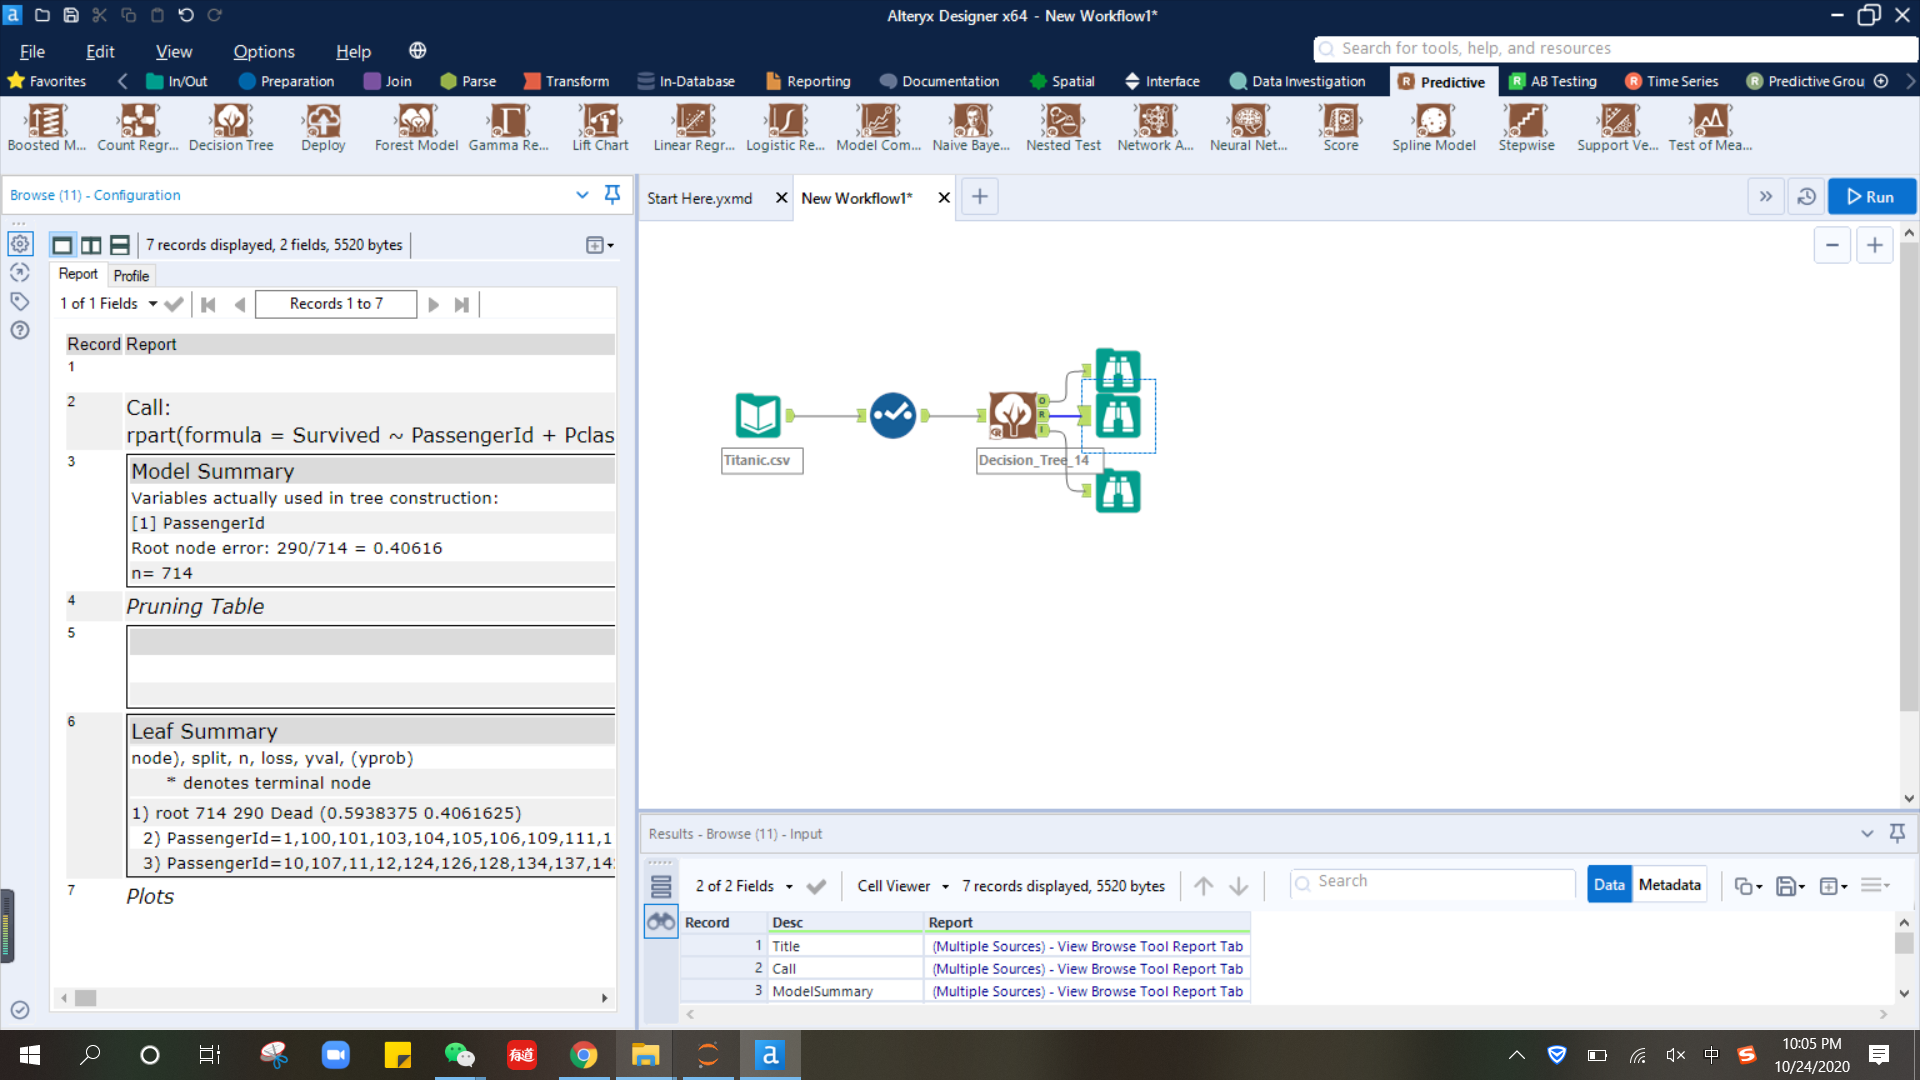 Alteryx Designer x64 - New Workflow1*
File Edit View Options Help
Search for tools, help, and resources
Favorites In/Out Preparation Join Parse Transform In-Database Reporting Documentation Spatial Interface Data Investigation Predictive AB Testing Time Series Predictive Grou
Boosted M... Count Regr... Decision Tree Deploy Forest Model Gamma Re... Lift Chart Linear Regr... Logistic Re... Model Com... Naive Baye... Nested Test Network A... Neural Net... Score Spline Model Stepwise Support Ve... Test of Mea...
Browse (11) - Configuration
Start Here.yxmd New Workflow1* Run
7 records displayed, 2 fields, 5520 bytes
Report Profile
1 of 1 Fields Records 1 to 7
Record Report
1
2 Call:
rpart(formula = Survived ~ PassengerId + Pclas
3 Model Summary
Variables actually used in tree construction:
[1] PassengerId
Root node error: 290/714 = 0.40616
n= 714
4 Pruning Table
5
6 Leaf Summary
node), split, n, loss, yval, (yprob)
* denotes terminal node
1) root 714 290 Dead (0.5938375 0.4061625)
2) PassengerId=1,100,101,103,104,105,106,109,111,1
3) PassengerId=10,107,11,12,124,126,128,134,137,14
7 Plots
O
R
I
Titanic.csv
Decision_Tree_14
Results - Browse (11) - Input
2 of 2 Fields Cell Viewer 7 records displayed, 5520 bytes Search Data Metadata
Record Desc Report
1 Title (Multiple Sources) - View Browse Tool Report Tab
2 Call (Multiple Sources) - View Browse Tool Report Tab
3 ModelSummary (Multiple Sources) - View Browse Tool Report Tab
有道
a
中
S
10:05 PM
10/24/2020